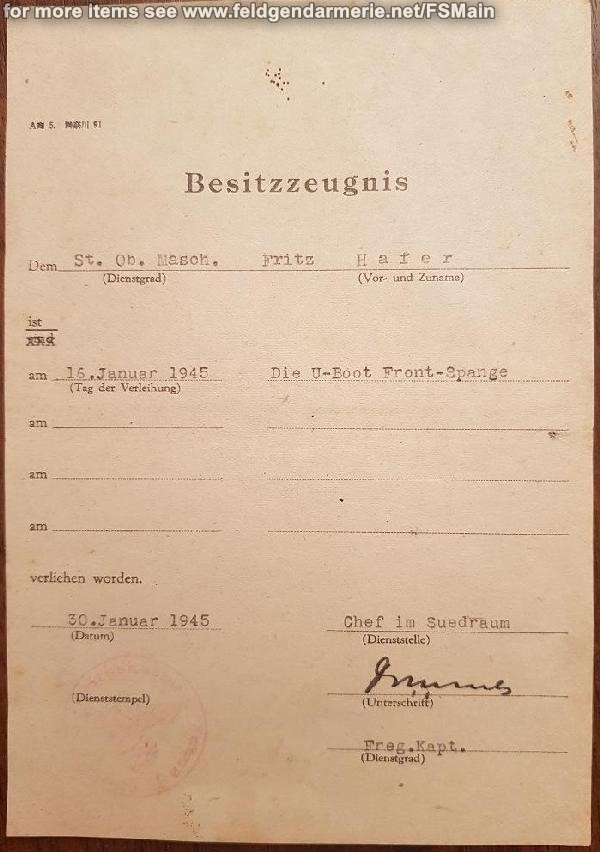 for more items see www.feldgendarmerie.net/FSMain
Besitzzeugnis
Dem St. Ob. Masch. Fritz Hafer
(Dienstgrad) (Vor- und Zuname)
ist
sind
am 16.Januar 1945 Die U-Boot Front-Spange
(Tag der Verleihung)
am
am
am
verliehen worden.
30.Januar 1945 Chef im Suedraum
(Datum) (Dienststelle)
(Dienststempel) (Unterschrift)
Freg.Kapt.
(Dienstgrad)